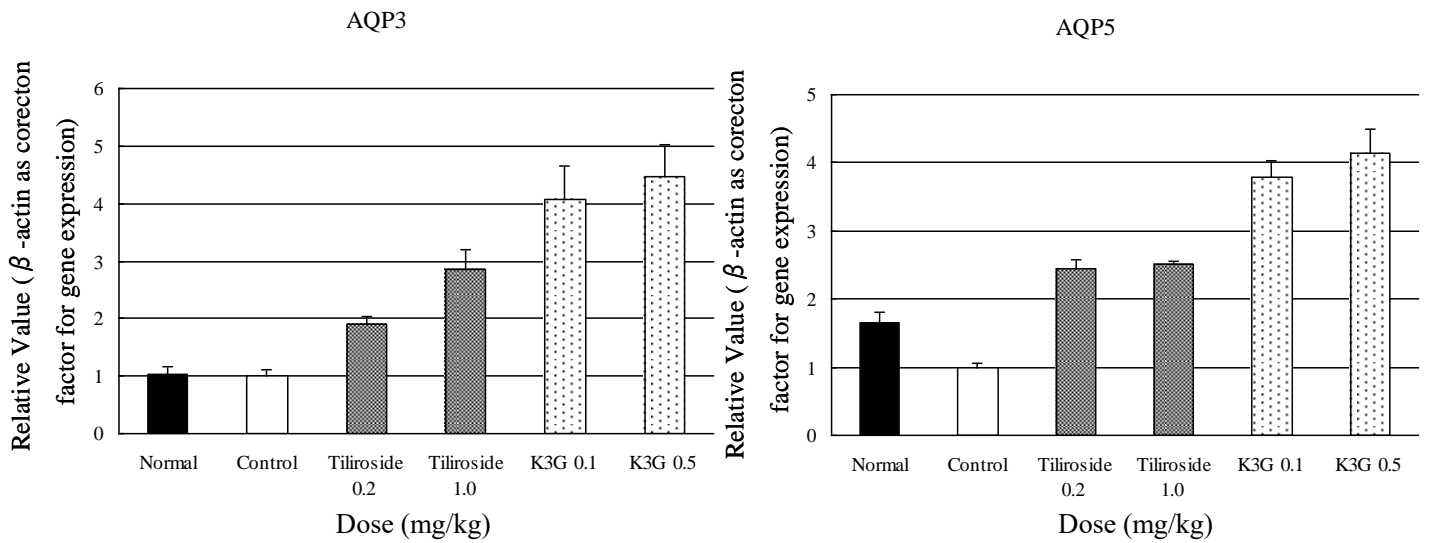 AQP3
Relative Value (β-actin as corecton
factor for gene expression)
6
5
4
3
2
1
0
Normal
Control
Tiliroside
0.2
Tiliroside
1.0
K3G 0.1
K3G 0.5
Dose (mg/kg)
AQP5
Relative Value (β-actin as corecton
factor for gene expression)
5
4
3
2
1
0
Normal
Control
Tiliroside
0.2
Tiliroside
1.0
K3G 0.1
K3G 0.5
Dose (mg/kg)